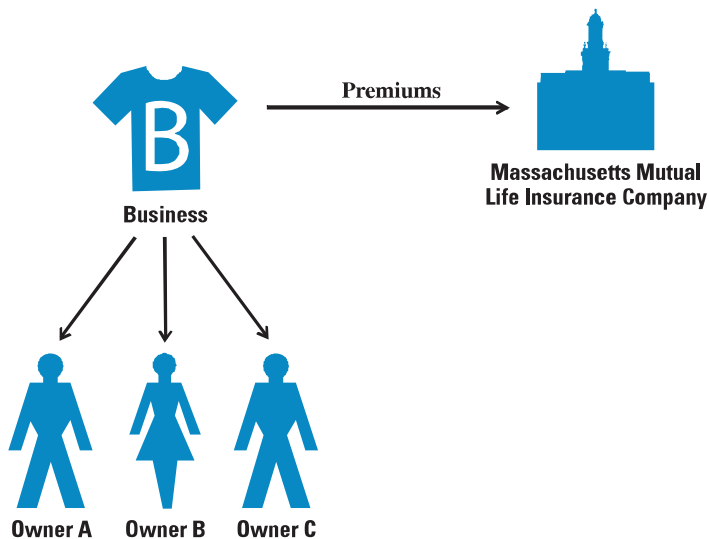 Premiums
B
Massachusetts Mutual
Life Insurance Company
Business
Owner A
Owner B
Owner C